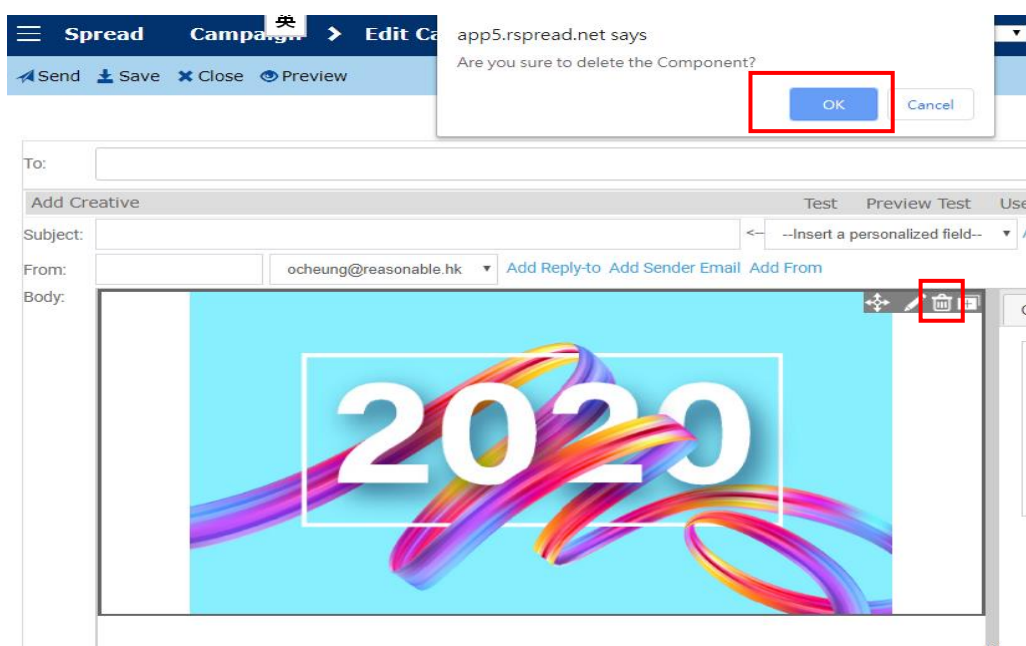 英
Spread Campaign > Edit Ca
app5.rspread.net says
Are you sure to delete the Component?
OK Cancel
Send Save Close Preview
To:
Add Creative Test Preview Test Use
Subject: <-- --Insert a personalized field--
From: ocheung@reasonable.hk Add Reply-to Add Sender Email Add From
Body:
2020